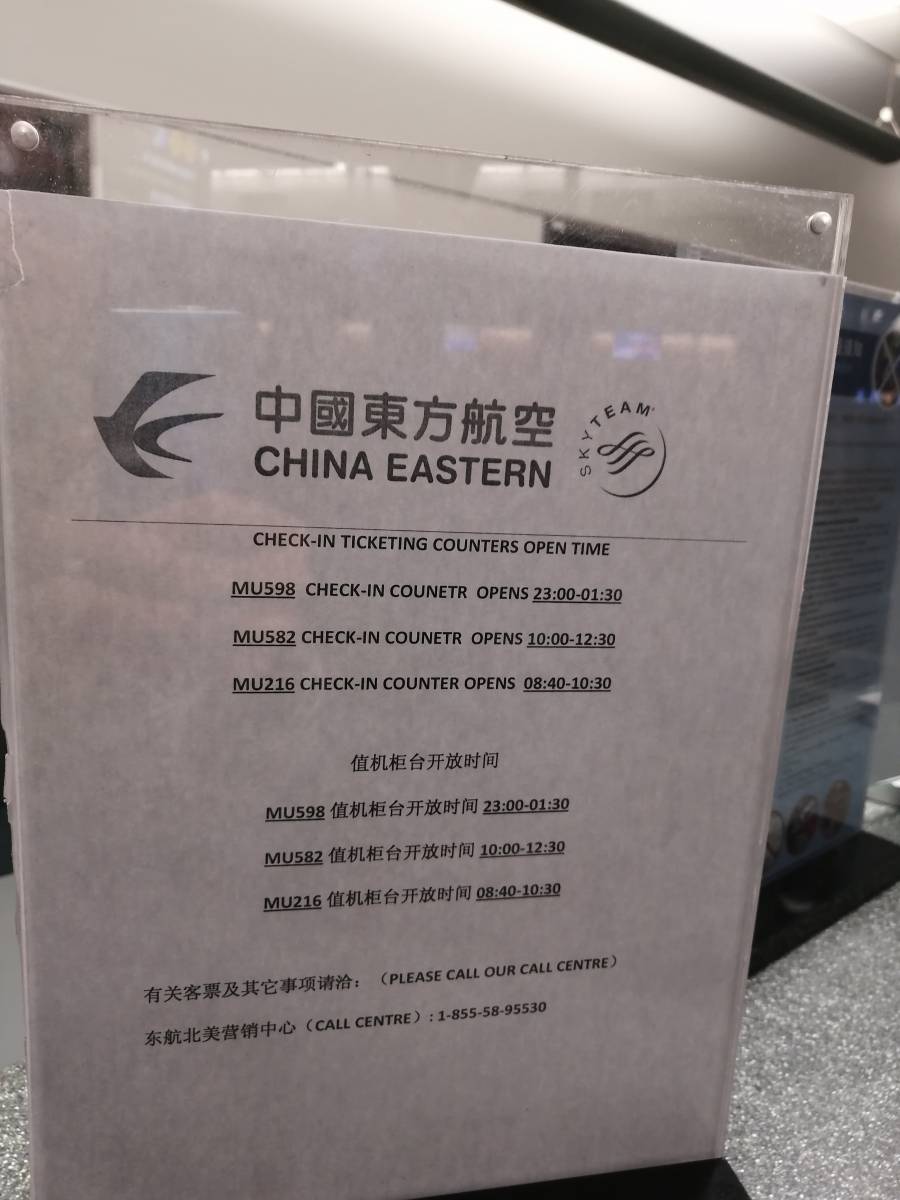 中國東方航空
CHINA EASTERN
SKYTEAM
CHECK-IN TICKETING COUNTERS OPEN TIME
MU598 CHECK-IN COUNETR OPENS 23:00-01:30
MU582 CHECK-IN COUNETR OPENS 10:00-12:30
MU216 CHECK-IN COUNTER OPENS 08:40-10:30
值机柜台开放时间
MU598 值机柜台开放时间 23:00-01:30
MU582 值机柜台开放时间 10:00-12:30
MU216 值机柜台开放时间 08:40-10:30
有关客票及其它事项请洽：（PLEASE CALL OUR CALL CENTRE）
东航北美营销中心（CALL CENTRE）: 1-855-58-95530